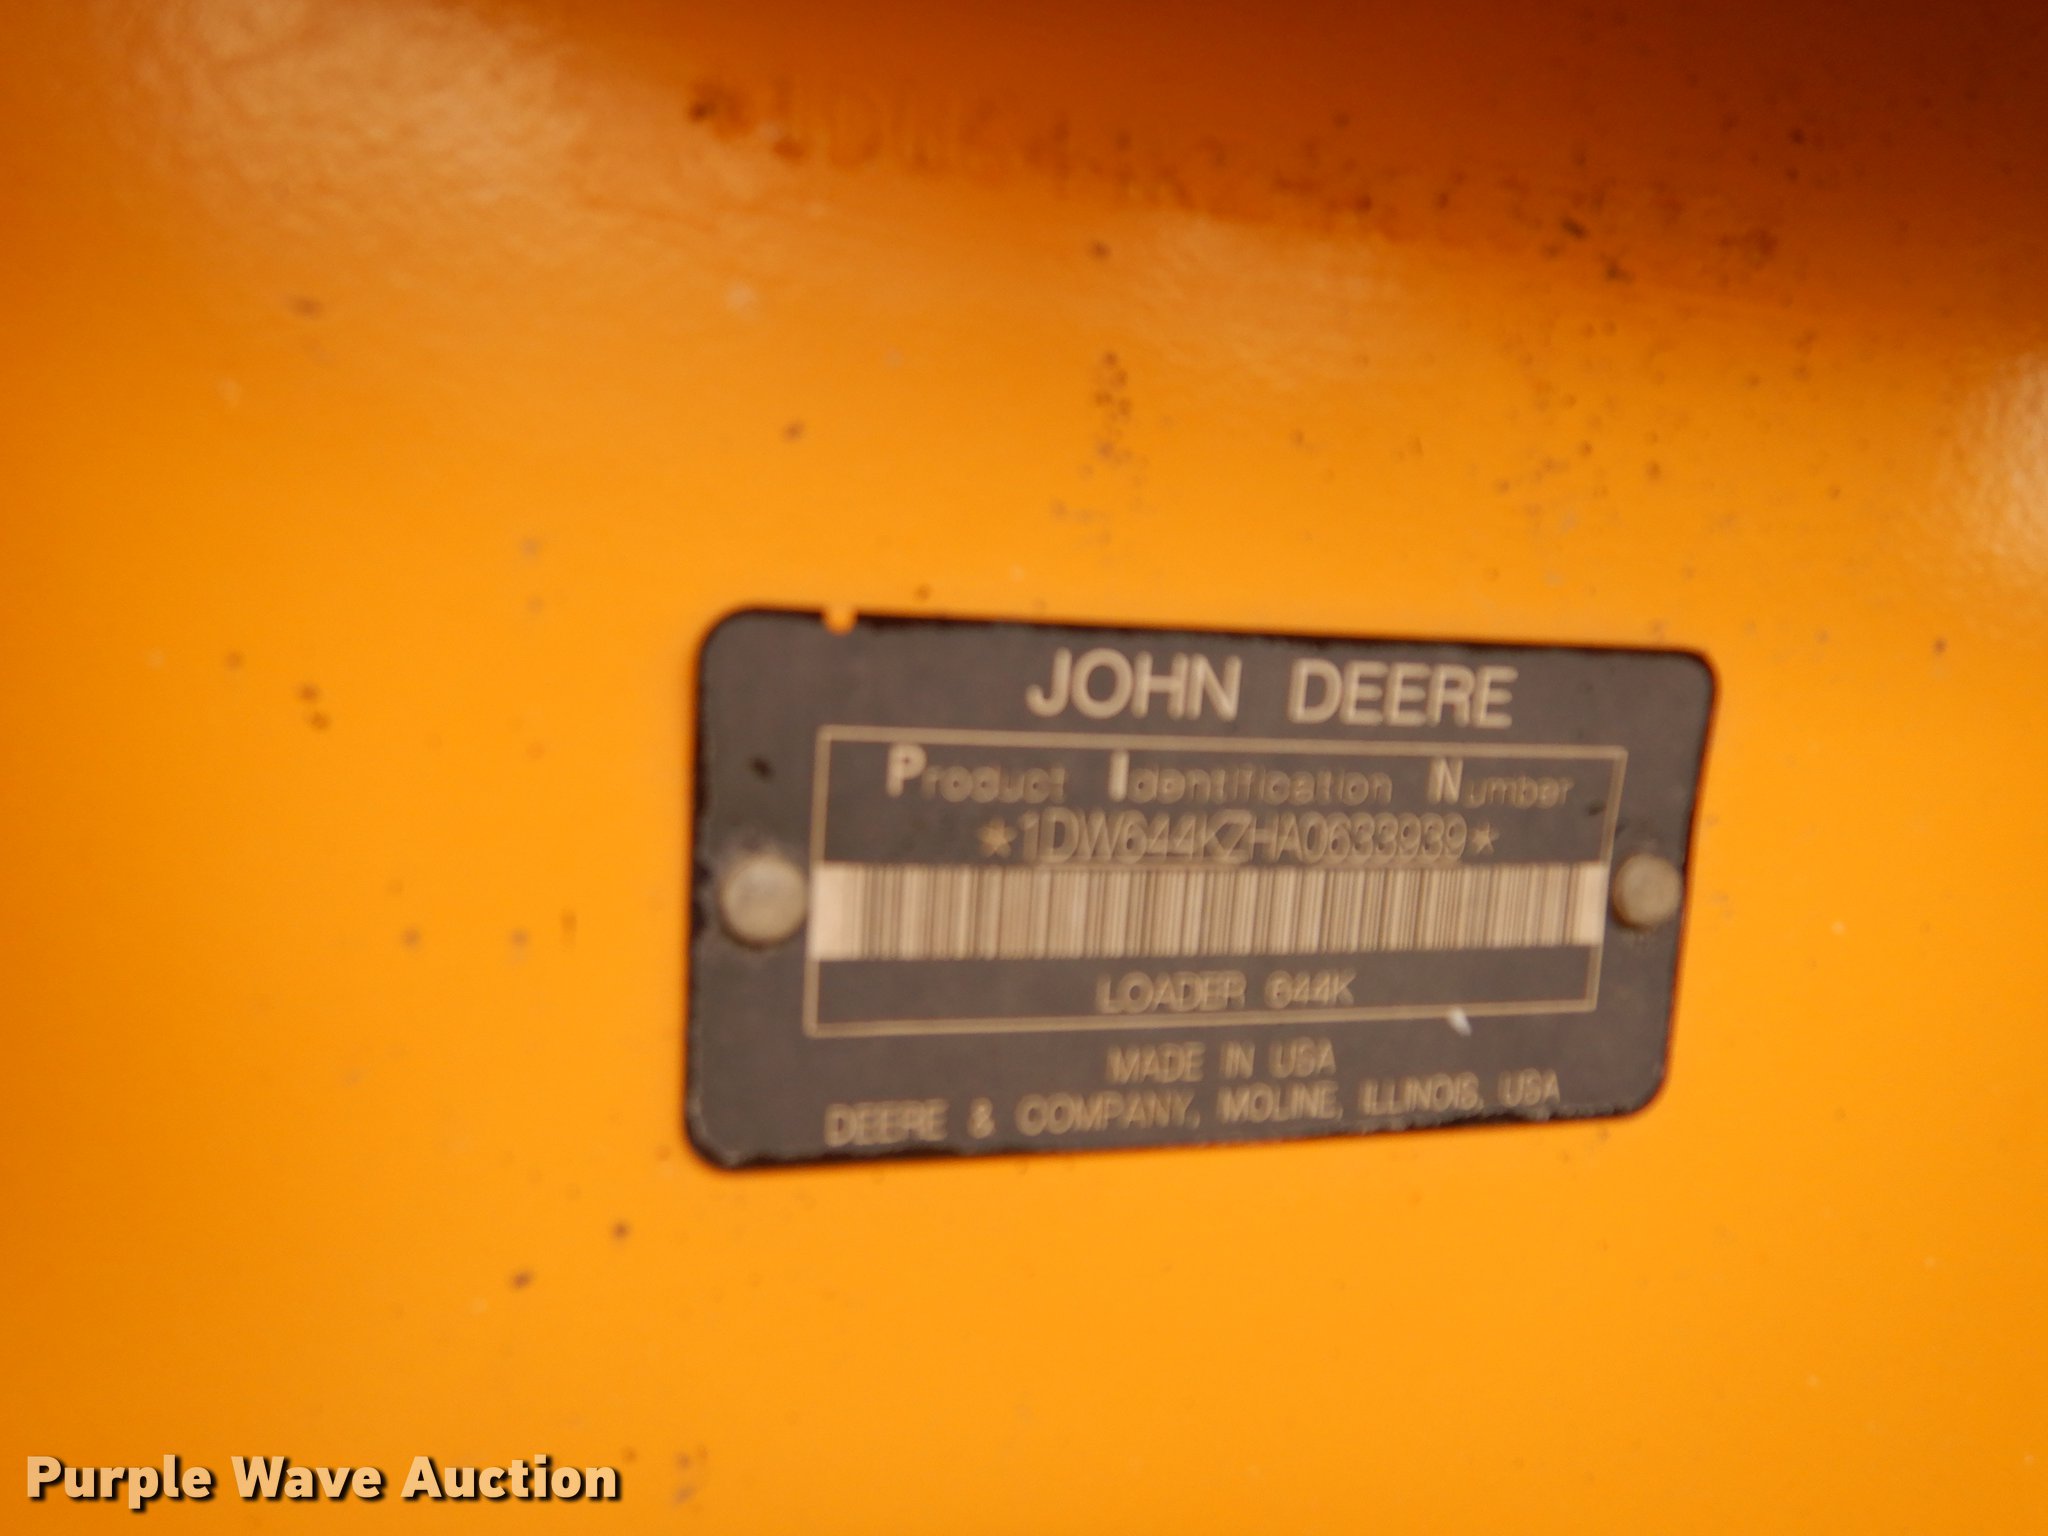 JOHN DEERE
Product Identification Number
*1DW644KZHA0633939*
LOADER 644K
MADE IN USA
DEERE & COMPANY, MOLINE, ILLINOIS, USA
Purple Wave Auction